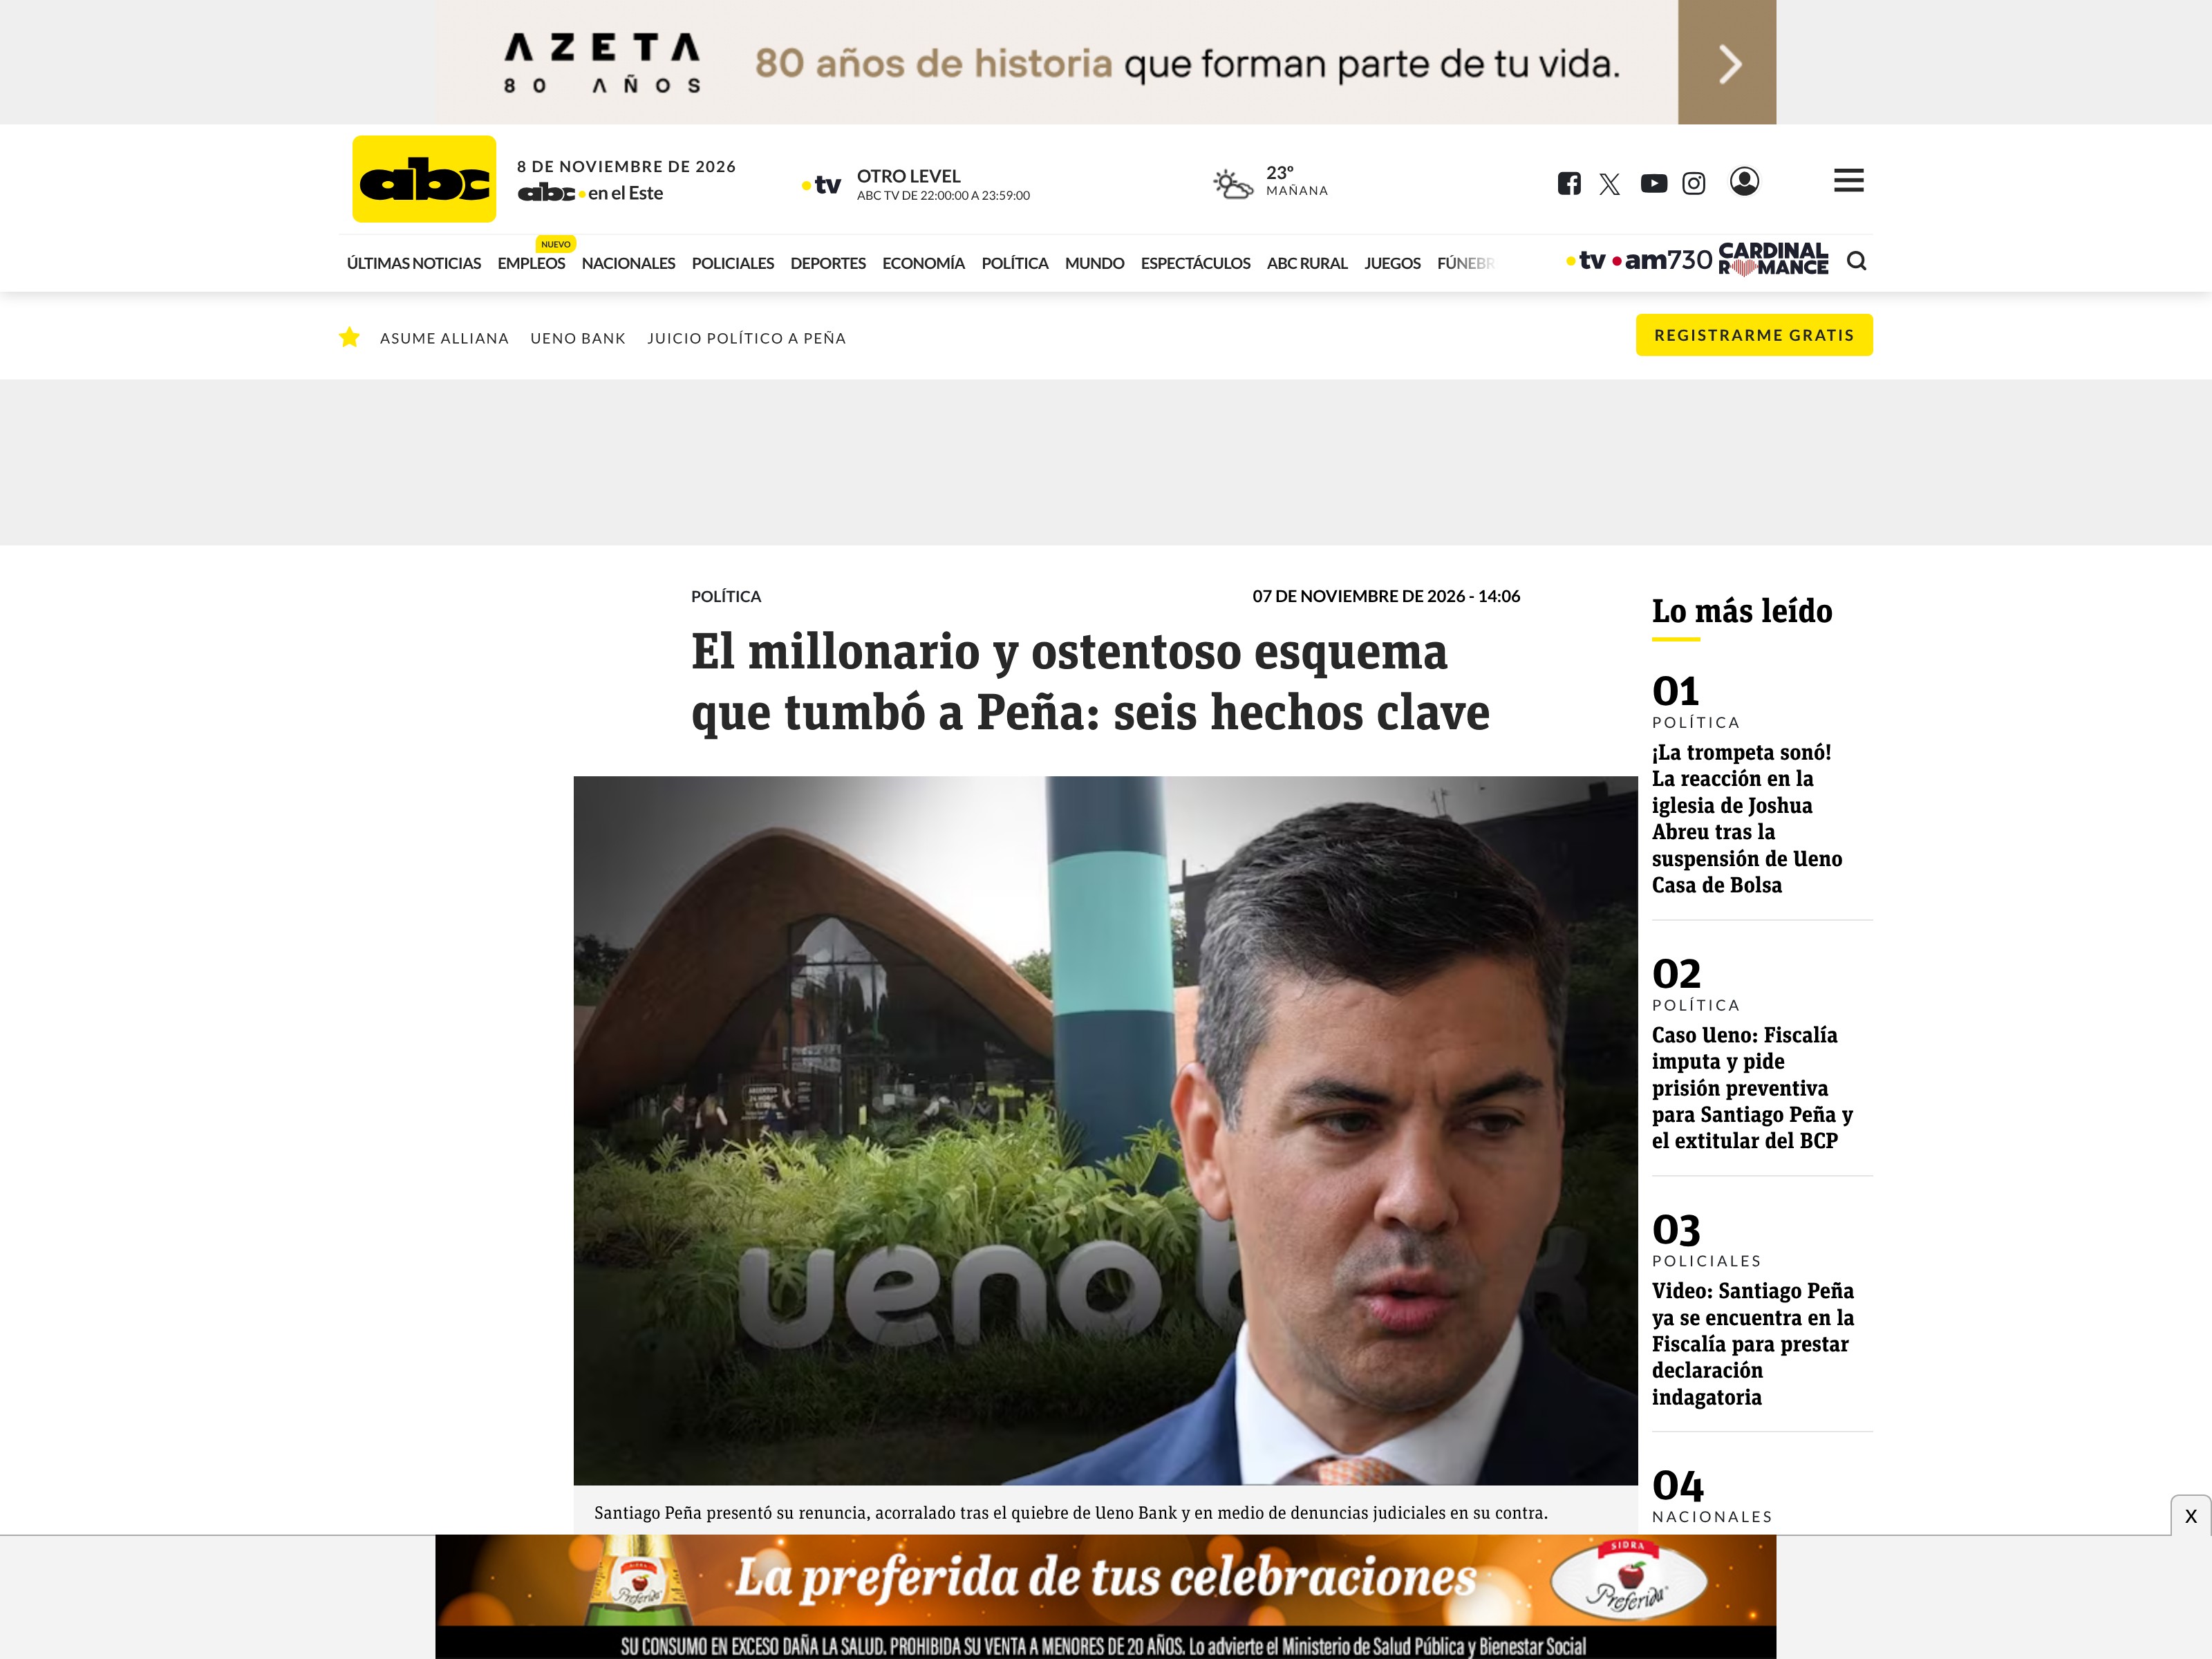 AZETA
80 AÑOS
80 años de historia que forman parte de tu vida.
abc
8 DE NOVIEMBRE DE 2026
abc en el Este
tv
OTRO LEVEL
ABC TV DE 22:00:00 A 23:59:00
23º
MAÑANA
NUEVO
ÚLTIMAS NOTICIAS EMPLEOS NACIONALES POLICIALES DEPORTES ECONOMÍA POLÍTICA MUNDO ESPECTÁCULOS ABC RURAL JUEGOS FÚNEBR
tv am730 CARDINAL
ROMANCE
ASUME ALLIANA UENO BANK JUICIO POLÍTICO A PEÑA
REGISTRARME GRATIS
POLÍTICA
07 DE NOVIEMBRE DE 2026 - 14:06
El millonario y ostentoso esquema
que tumbó a Peña: seis hechos clave
ueno b
Santiago Peña presentó su renuncia, acorralado tras el quiebre de Ueno Bank y en medio de denuncias judiciales en su contra.
Lo más leído
01
POLÍTICA
¡La trompeta sonó!
La reacción en la
iglesia de Joshua
Abreu tras la
suspensión de Ueno
Casa de Bolsa
02
POLÍTICA
Caso Ueno: Fiscalía
imputa y pide
prisión preventiva
para Santiago Peña y
el extitular del BCP
03
POLICIALES
Video: Santiago Peña
ya se encuentra en la
Fiscalía para prestar
declaración
indagatoria
04
NACIONALES
X
La preferida de tus celebraciones
SIDRA
Preferida
SU CONSUMO EN EXCESO DAÑA LA SALUD. PROHIBIDA SU VENTA A MENORES DE 20 AÑOS. Lo advierte el Ministerio de Salud Pública y Bienestar Social